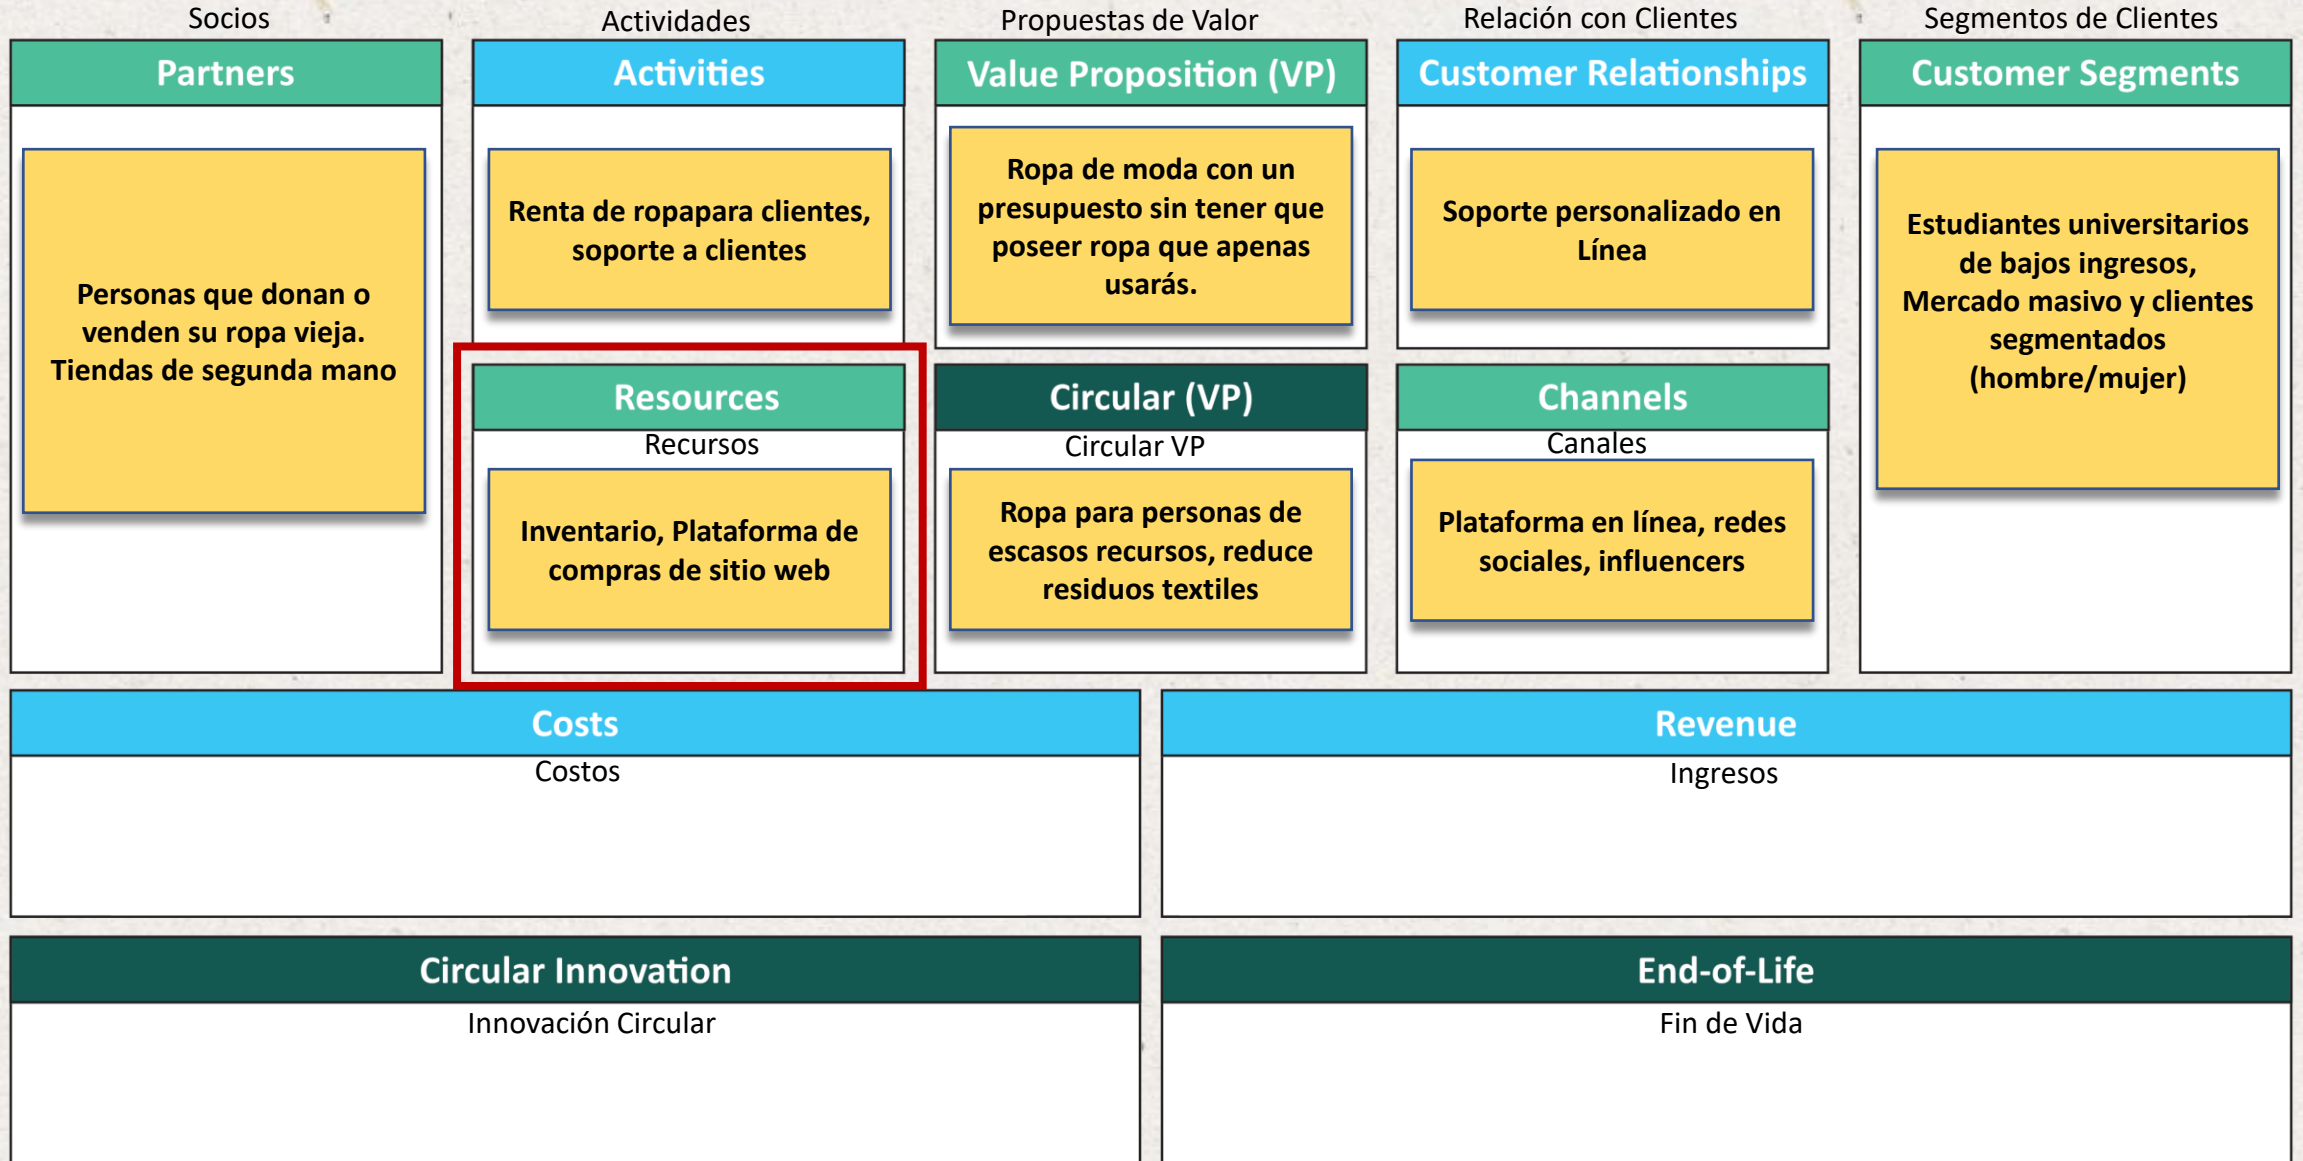 Socios
Partners
Personas que donan o
venden su ropa vieja.
Tiendas de segunda mano
Actividades
Activities
Renta de ropapara clientes,
soporte a clientes
Resources
Recursos
Inventario, Plataforma de
compras de sitio web
Propuestas de Valor
Value Proposition (VP)
Ropa de moda con un
presupuesto sin tener que
poseer ropa que apenas
usarás.
Circular (VP)
Circular VP
Ropa para personas de
escasos recursos, reduce
residuos textiles
Relación con Clientes
Customer Relationships
Soporte personalizado en
Línea
Channels
Canales
Plataforma en línea, redes
sociales, influencers
Segmentos de Clientes
Customer Segments
Estudiantes universitarios
de bajos ingresos,
Mercado masivo y clientes
segmentados
(hombre/mujer)
Costs
Costos
Revenue
Ingresos
Circular Innovation
Innovación Circular
End-of-Life
Fin de Vida